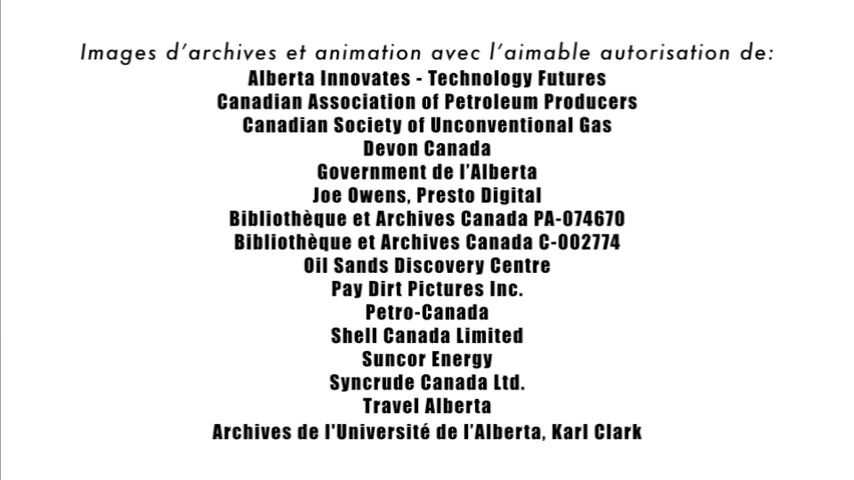 Images d'archives et animation avec l'aimable autorisation de:
Alberta Innovates - Technology Futures
Canadian Association of Petroleum Producers
Canadian Society of Unconventional Gas
Devon Canada
Government de l'Alberta
Joe Owens, Presto Digital
Bibliothèque et Archives Canada PA-074670
Bibliothèque et Archives Canada C-002774
Oil Sands Discovery Centre
Pay Dirt Pictures Inc.
Petro-Canada
Shell Canada Limited
Suncor Energy
Syncrude Canada Ltd.
Travel Alberta
Archives de l'Université de l'Alberta, Karl Clark